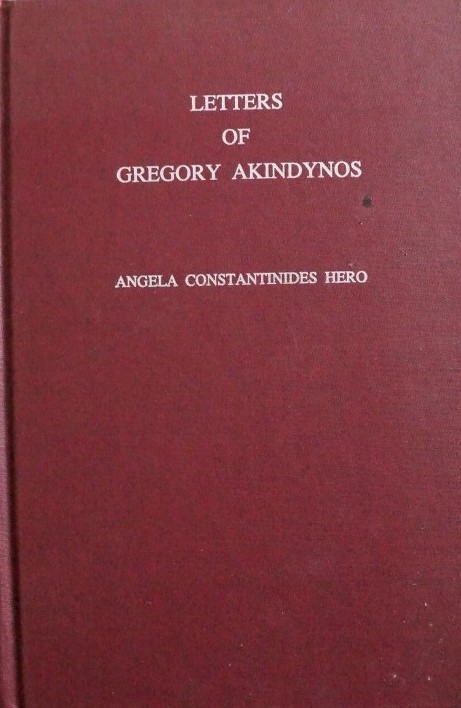 LETTERS
OF
GREGORY AKINDYNOS
ANGELA CONSTANTINIDES HERO